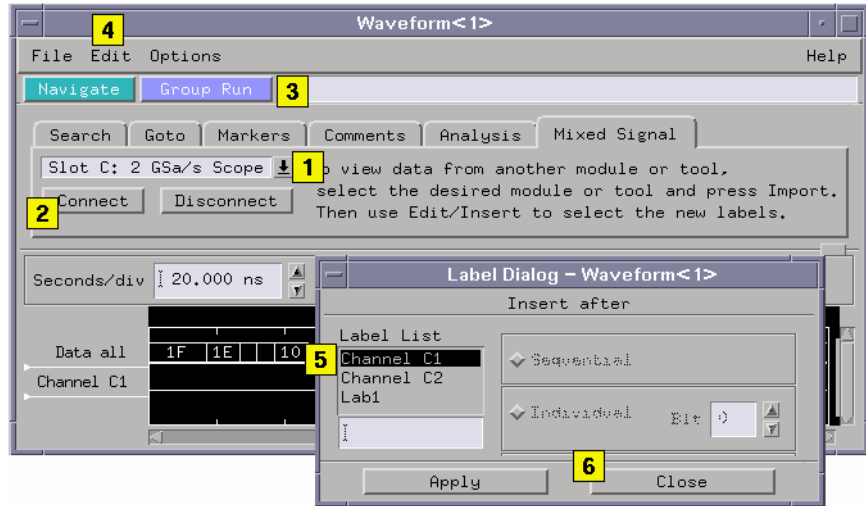 Waveform<1>
4
File Edit Options Help
Navigate Group Run 3
Search Goto Markers Comments Analysis Mixed Signal
Slot C: 2 GSa/s Scope 1 o view data from another module or tool,
select the desired module or tool and press Import.
2 Connect Disconnect
Then use Edit/Insert to select the new labels.
Seconds/div 20.000 ns
Label Dialog - Waveform<1>
Insert after
Label List
Data all 1F 1E 10
5 Channel C1
Sequential
Channel C2
Channel C1
Lab1
Individual Bit 0
6
Apply Close